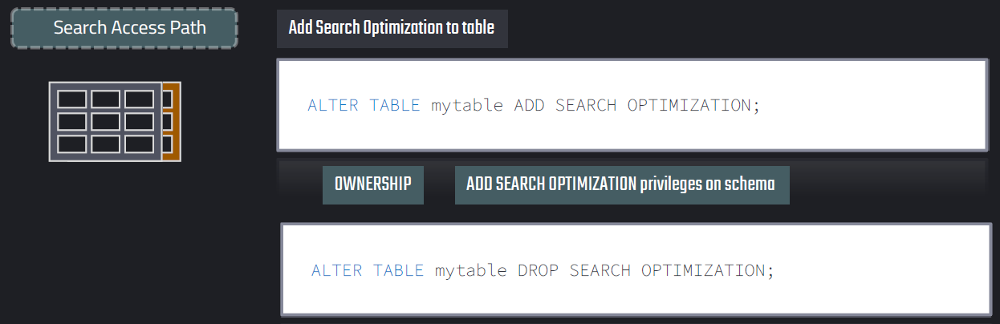 Search Access Path
Add Search Optimization to table
ALTER TABLE mytable ADD SEARCH OPTIMIZATION;
OWNERSHIP
ADD SEARCH OPTIMIZATION privileges on schema
ALTER TABLE mytable DROP SEARCH OPTIMIZATION;